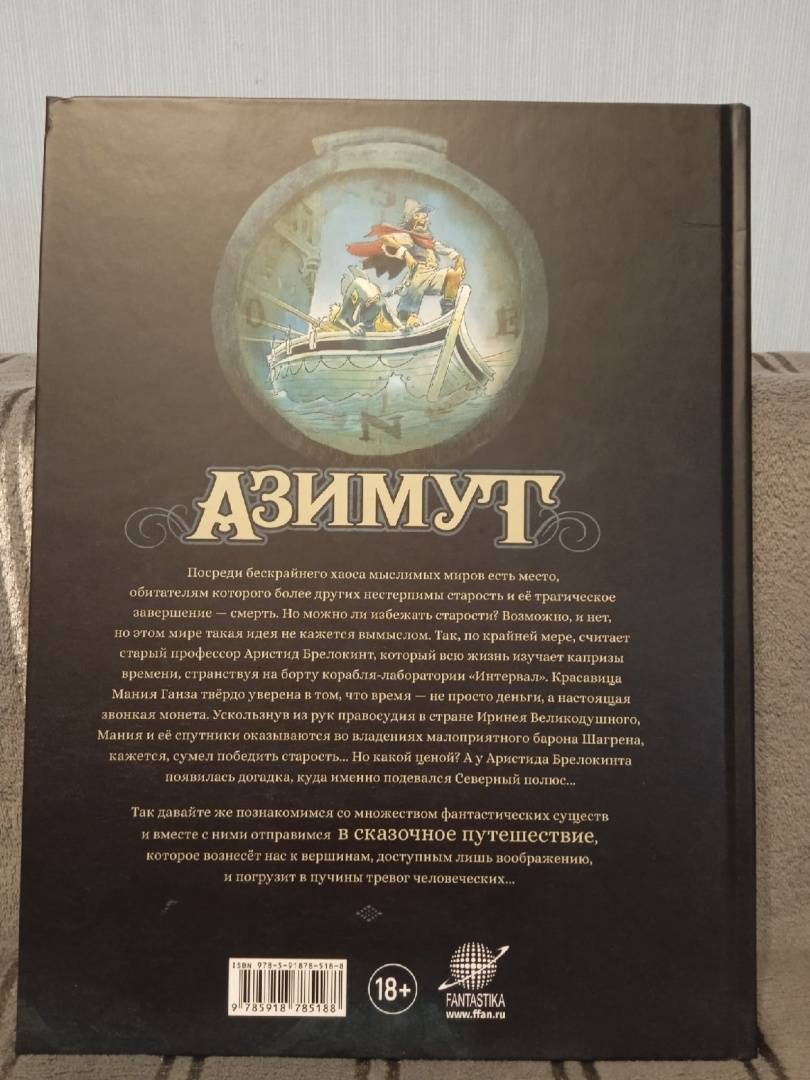 S
O
E
N
АЗИМУТ
Посреди бескрайнего хаоса мыслимых миров есть место,
обитателям которого более других нестерпимы старость и её трагическое
завершение — смерть. Но можно ли избежать старости? Возможно, и нет,
но этом мире такая идея не кажется вымыслом. Так, по крайней мере, считает
старый профессор Аристид Брелокинт, который всю жизнь изучает капризы
времени, странствуя на борту корабля-лаборатории «Интервал». Красавица
Мания Ганза твёрдо уверена в том, что время — не просто деньги, а настоящая
звонкая монета. Ускользнув из рук правосудия в стране Иринея Великодушного,
Мания и её спутники оказываются во владениях малоприятного барона Шагрена,
кажется, сумел победить старость... Но какой ценой? А у Аристида Брелокинта
появилась догадка, куда именно подевался Северный полюс...
Так давайте же познакомимся со множеством фантастических существ
и вместе с ними отправимся в сказочное путешествие,
которое вознесёт нас к вершинам, доступным лишь воображению,
и погрузит в пучины тревог человеческих...
ISBN 978-5-91878-518-8
9 785918 785188
18+
FANTASTIKA
www.ffan.ru